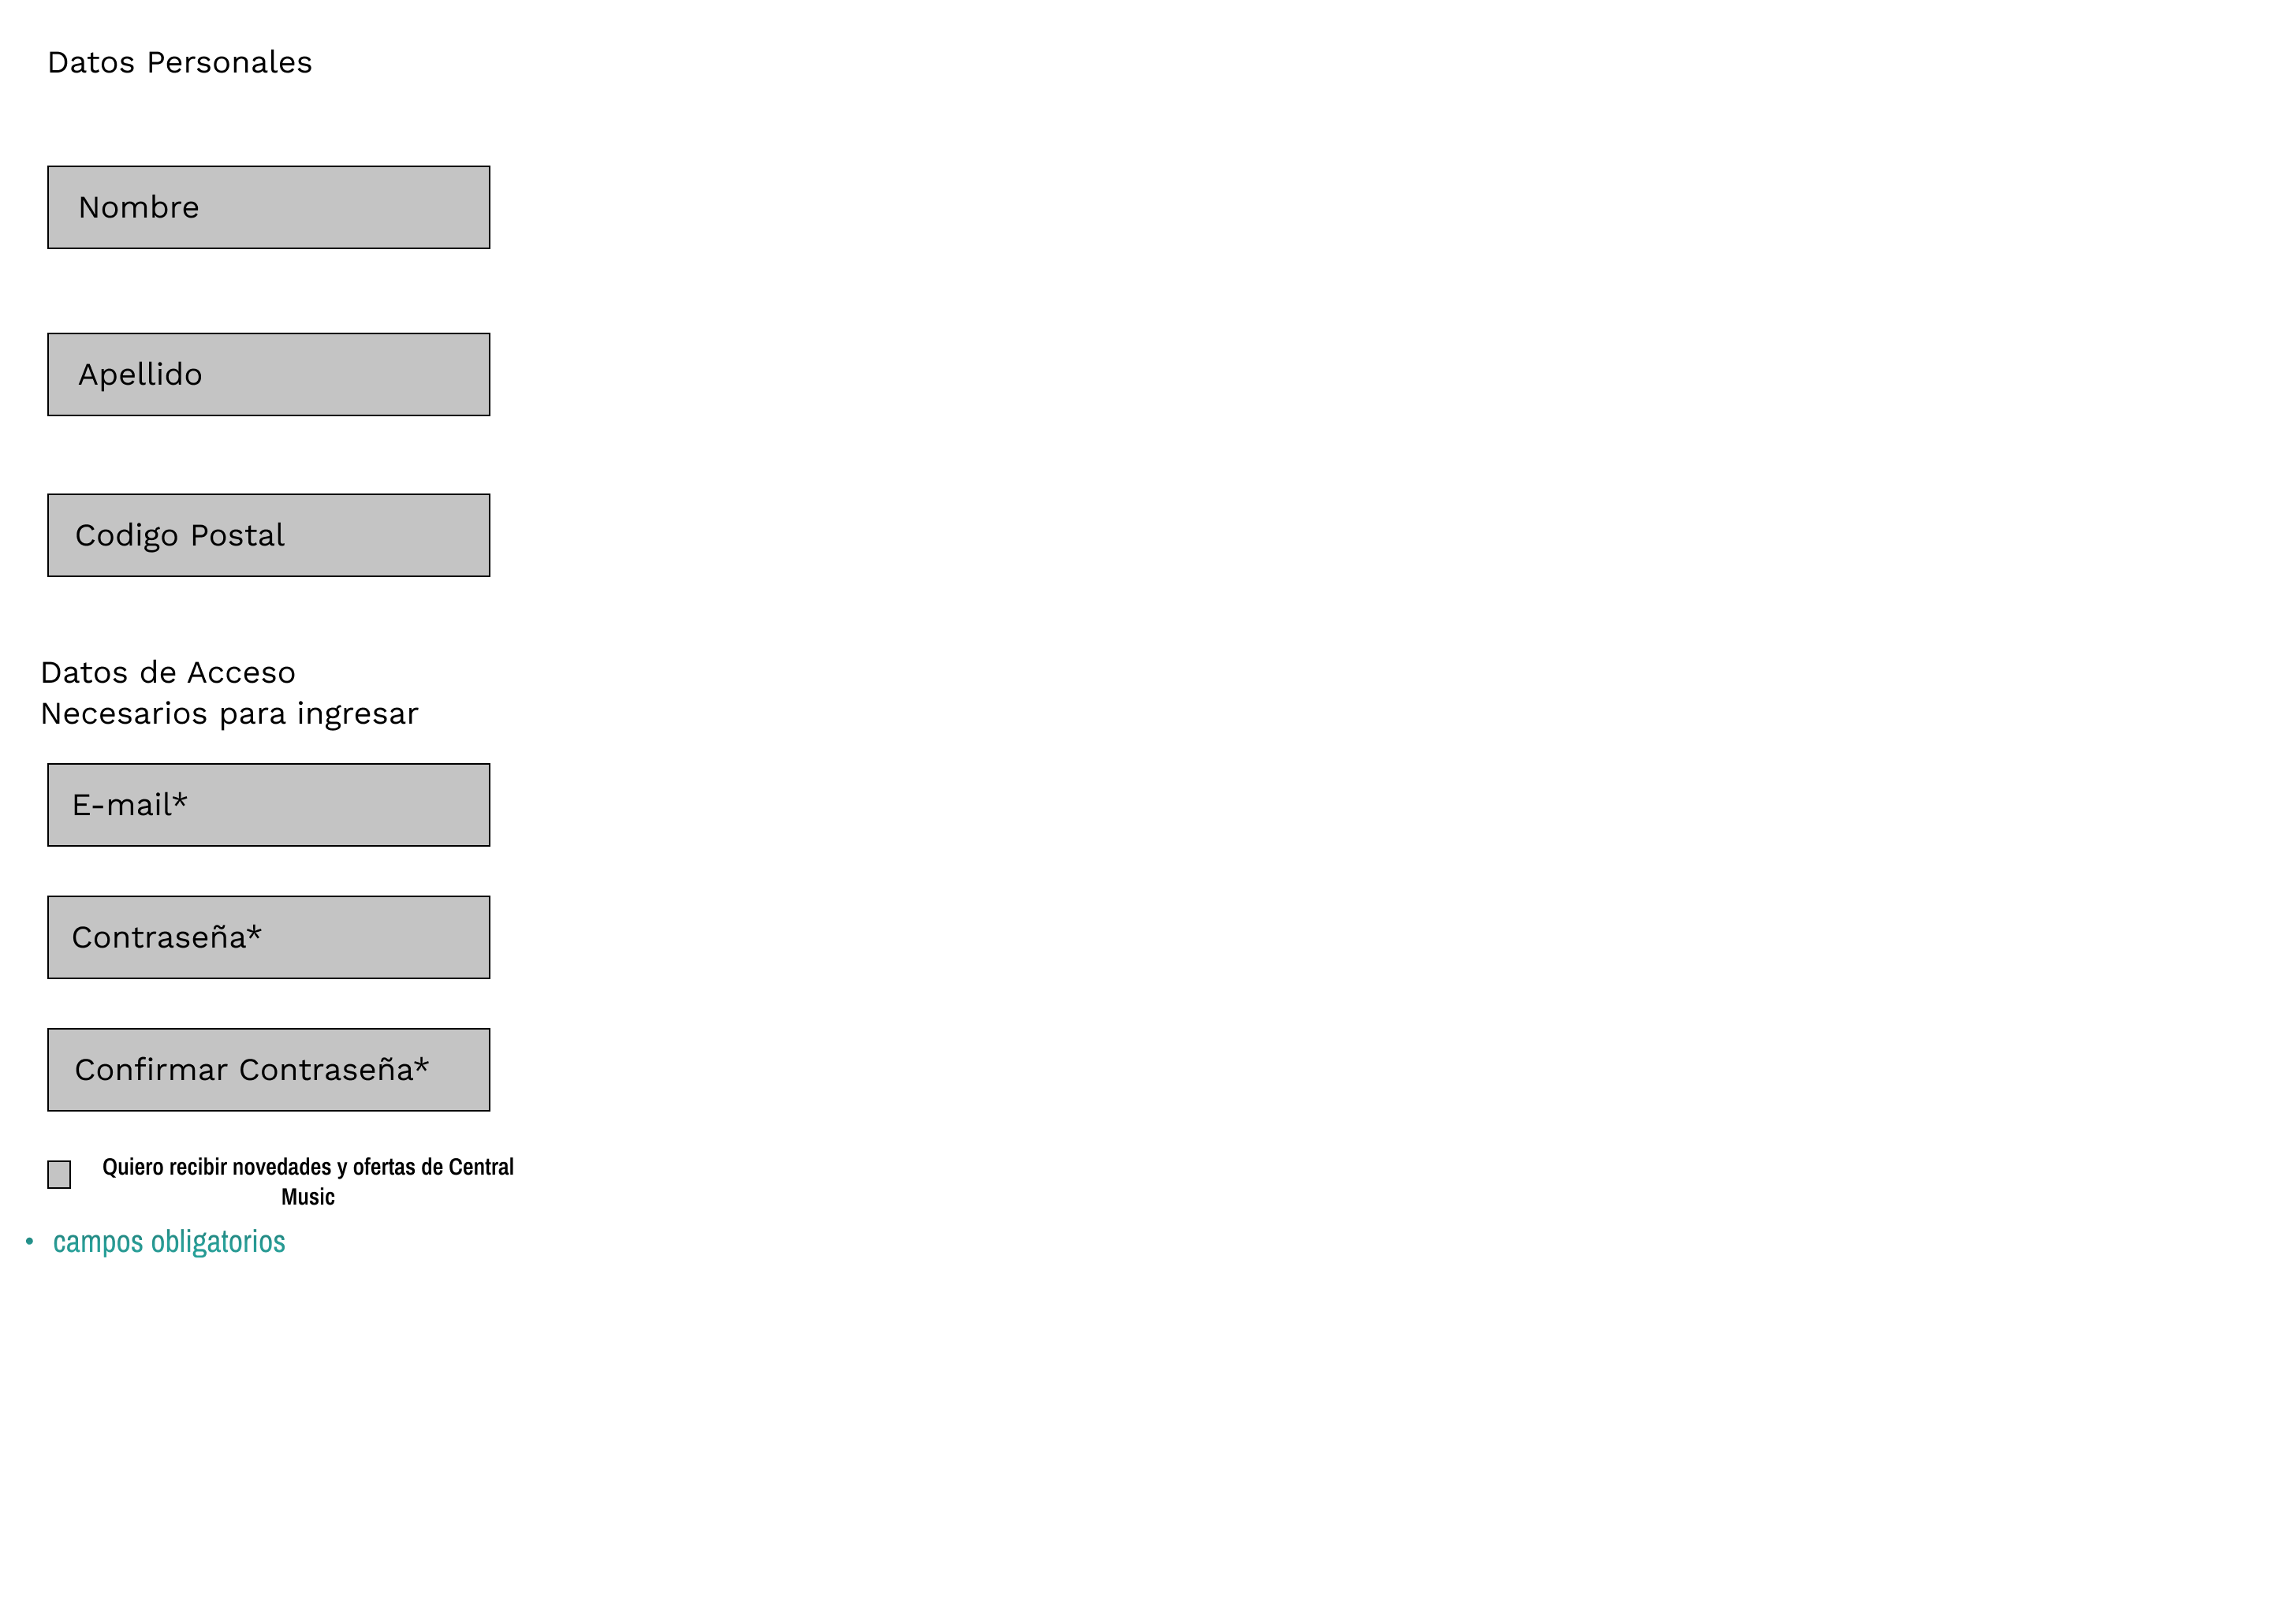 Datos Personales
Nombre
Apellido
Codigo Postal
Datos de Acceso
Necesarios para ingresar
E-mail*
Contraseña*
Confirmar Contraseña*
Quiero recibir novedades y ofertas de Central
Music
• campos obligatorios